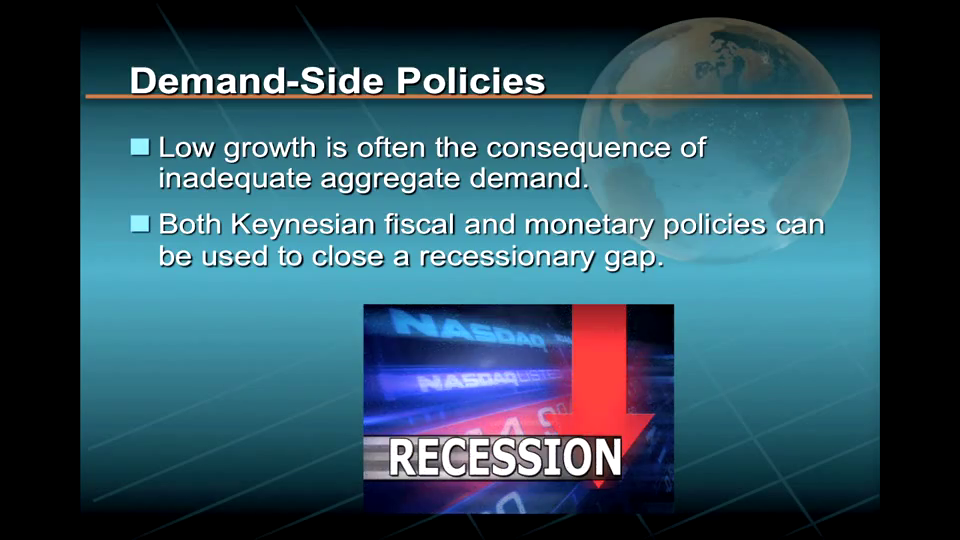 Demand-Side Policies
Low growth is often the consequence of
inadequate aggregate demand.
Both Keynesian fiscal and monetary policies can
be used to close a recessionary gap.
NASDAQ
NASDAQ LISTE
RECESSION